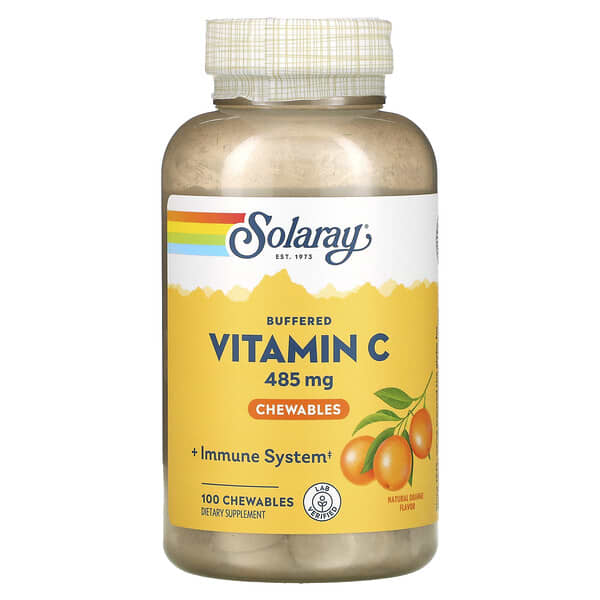 Solaray®
EST. 1973
BUFFERED
VITAMIN C
485 mg
CHEWABLES
+ Immune System‡
100 CHEWABLES
DIETARY SUPPLEMENT
LAB
VERIFIED
NATURAL ORANGE
FLAVOR